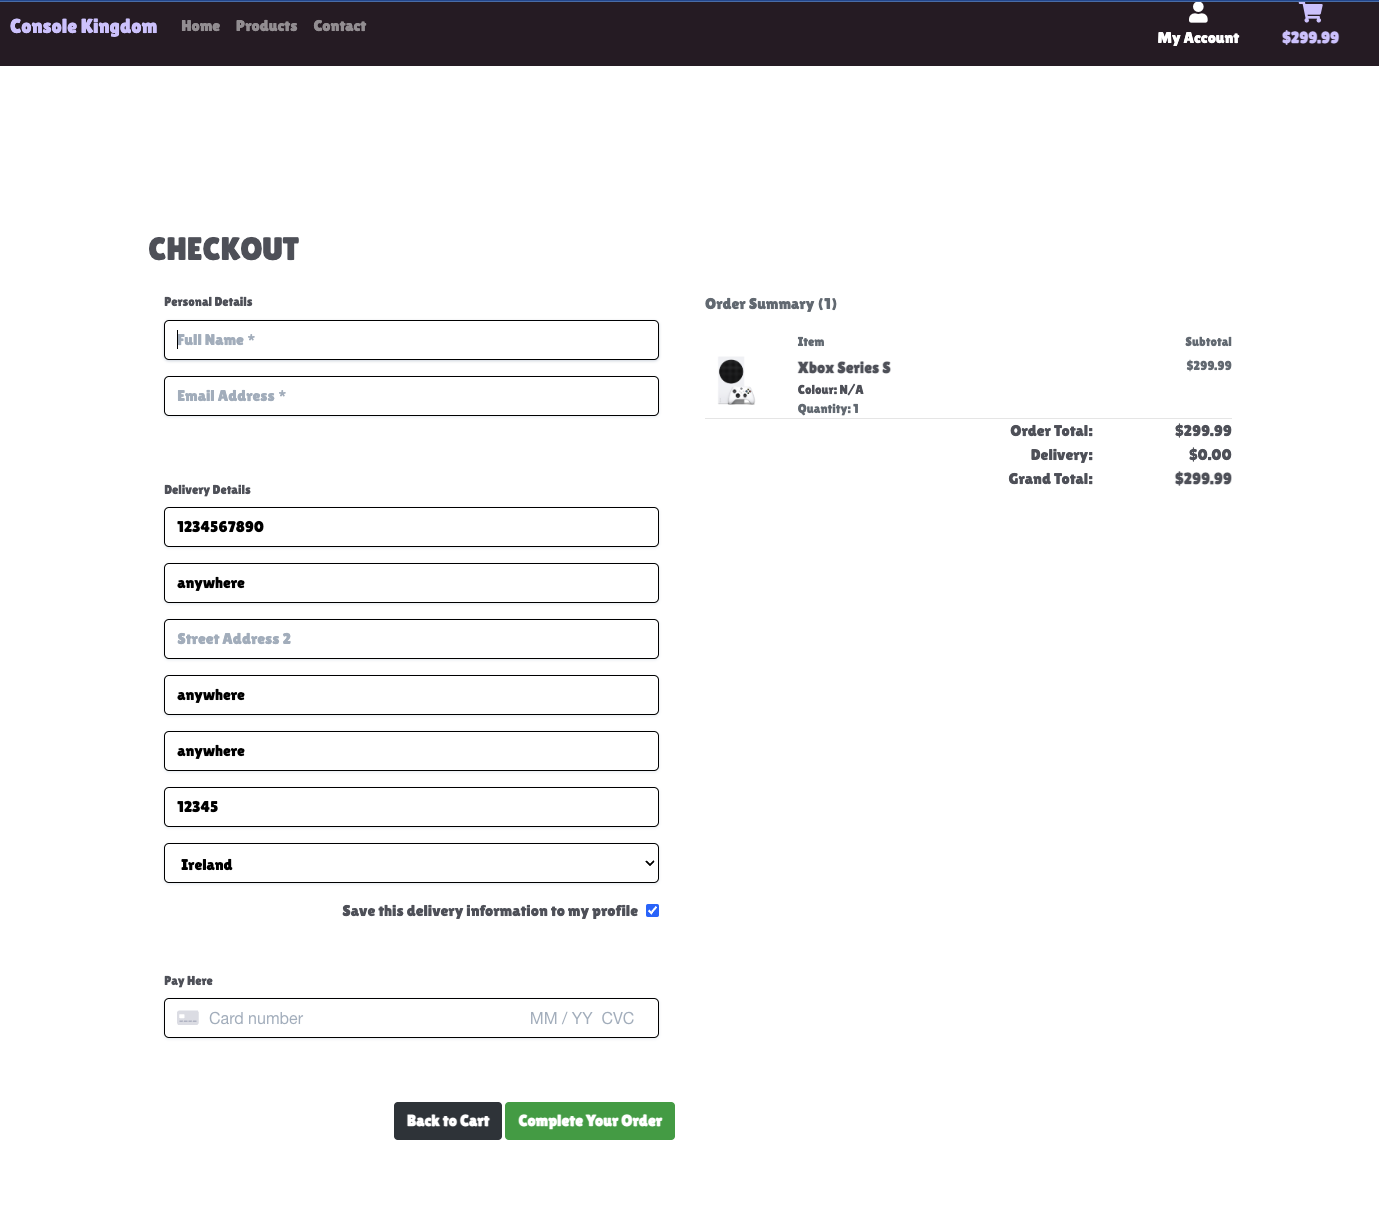 Console Kingdom Home Products Contact
My Account $299.99
CHECKOUT
Personal Details
Full Name *
Email Address *
Delivery Details
1234567890
anywhere
Street Address 2
anywhere
anywhere
12345
Ireland
Save this delivery information to my profile
Pay Here
Card number MM / YY CVC
Back to Cart Complete Your Order
Order Summary (1)
Item Subtotal
Xbox Series S $299.99
Colour: N/A
Quantity: 1
Order Total: $299.99
Delivery: $0.00
Grand Total: $299.99